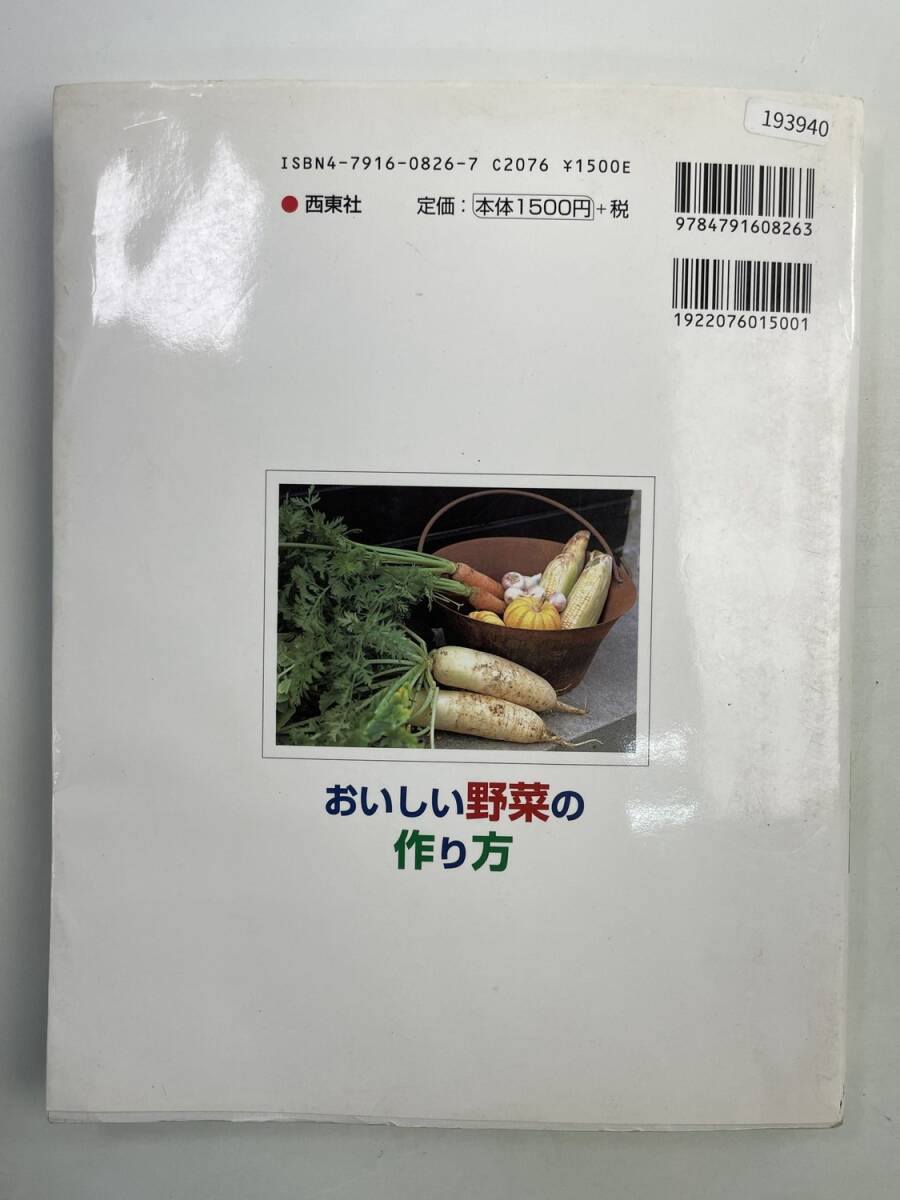 193940
ISBN4-7916-0826-7 C2076 ¥1500E
●西東社 定価：本体1500円+税
9784791608263
1922076015001
おいしい野菜の
作り方